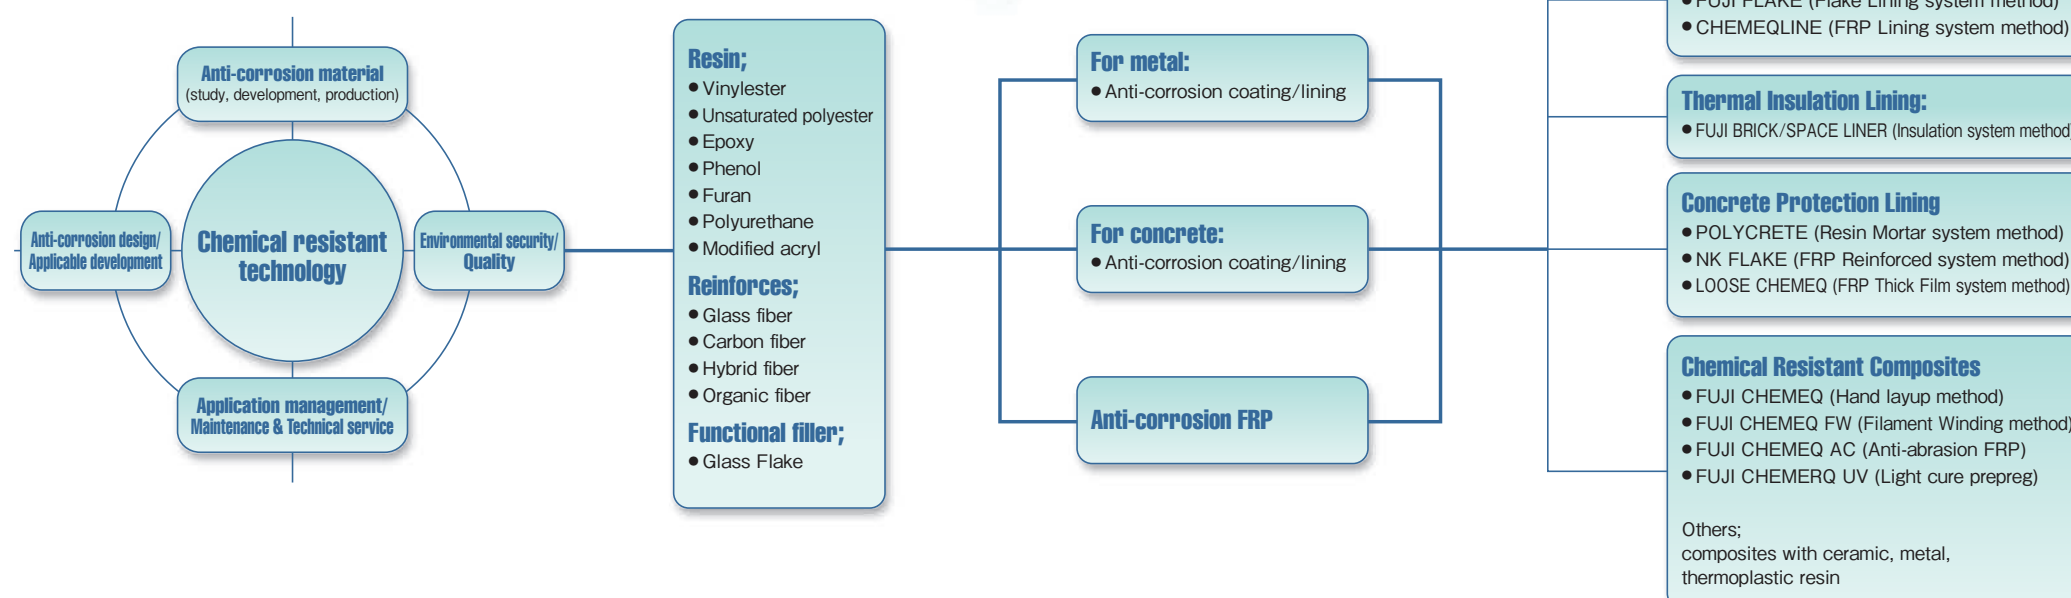 Anti-corrosion material
(study, development, production)
Anti-corrosion design/
Applicable development
Chemical resistant
technology
Environmental security/
Quality
Application management/
Maintenance & Technical service
Resin;
● Vinylester
● Unsaturated polyester
● Epoxy
● Phenol
● Furan
● Polyurethane
● Modified acryl
Reinforces;
● Glass fiber
● Carbon fiber
● Hybrid fiber
● Organic fiber
Functional filler;
● Glass Flake
For metal:
● Anti-corrosion coating/lining
For concrete:
● Anti-corrosion coating/lining
Anti-corrosion FRP
● FUJI FLAKE (Flake Lining system method)
● CHEMEQLINE (FRP Lining system method)
Thermal Insulation Lining:
● FUJI BRICK/SPACE LINER (Insulation system method)
Concrete Protection Lining
● POLYCRETE (Resin Mortar system method)
● NK FLAKE (FRP Reinforced system method)
● LOOSE CHEMEQ (FRP Thick Film system method)
Chemical Resistant Composites
● FUJI CHEMEQ (Hand layup method)
● FUJI CHEMEQ FW (Filament Winding method)
● FUJI CHEMEQ AC (Anti-abrasion FRP)
● FUJI CHEMERQ UV (Light cure prepreg)
Others;
composites with ceramic, metal,
thermoplastic resin